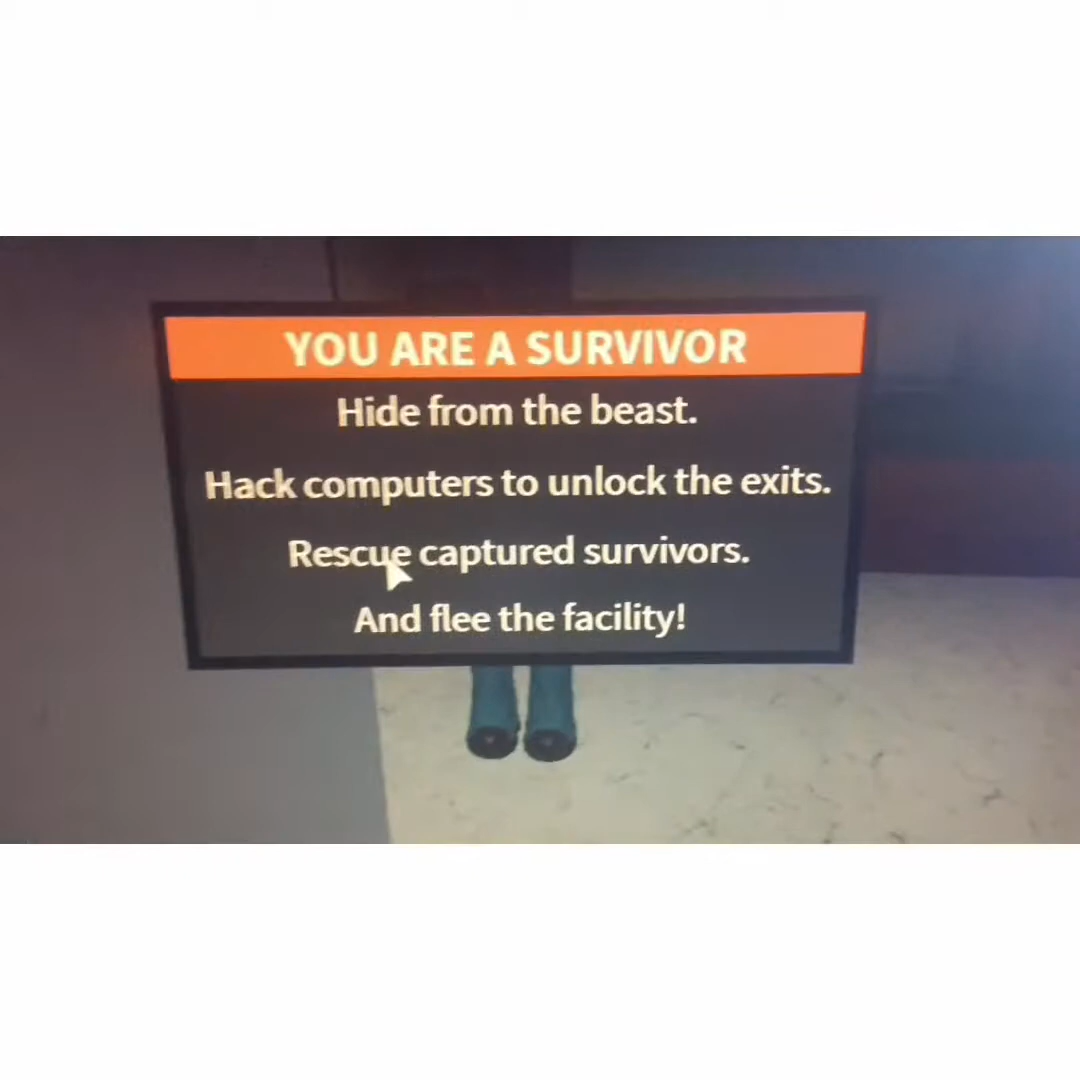 YOU ARE A SURVIVOR
Hide from the beast.
Hack computers to unlock the exits.
Rescue captured survivors.
And flee the facility!